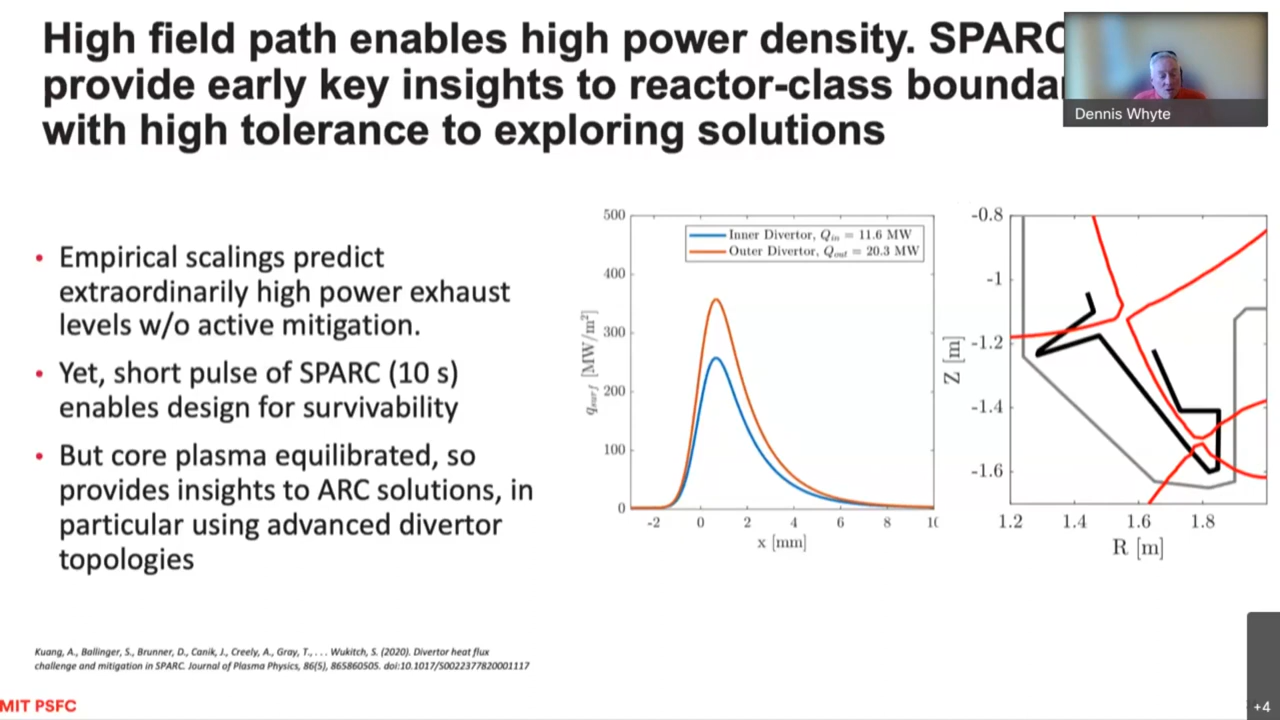 High field path enables high power density. SPARC
provide early key insights to reactor-class
with high tolerance to exploring solutions
Dennis Whyte
• Empirical scalings predict
extraordinarily high power exhaust
levels w/o active mitigation.
• Yet, short pulse of SPARC (10 s)
enables design for survivability
• But core plasma equilibrated, so
provides insights to ARC solutions, in
particular using advanced divertor
topologies
Inner Divertor, Qin = 11.6 MW
Outer Divertor, Qout = 20.3 MW
500
400
300
200
100
0
qsurf [MW/m²]
-2 0 2 4 6 8
x [mm]
-0.8
-1
-1.2
-1.4
-1.6
Z [m]
1.2 1.4 1.6 1.8
R [m]
Kuang, A., Ballinger, S., Brunner, D., Canik, J., Creely, A., Gray, T., . . . Wukitch, S. (2020). Divertor heat flux
challenge and mitigation in SPARC. Journal of Plasma Physics, 86(5), 865860505. doi:10.1017/S0022377820001117
MIT PSFC
+4